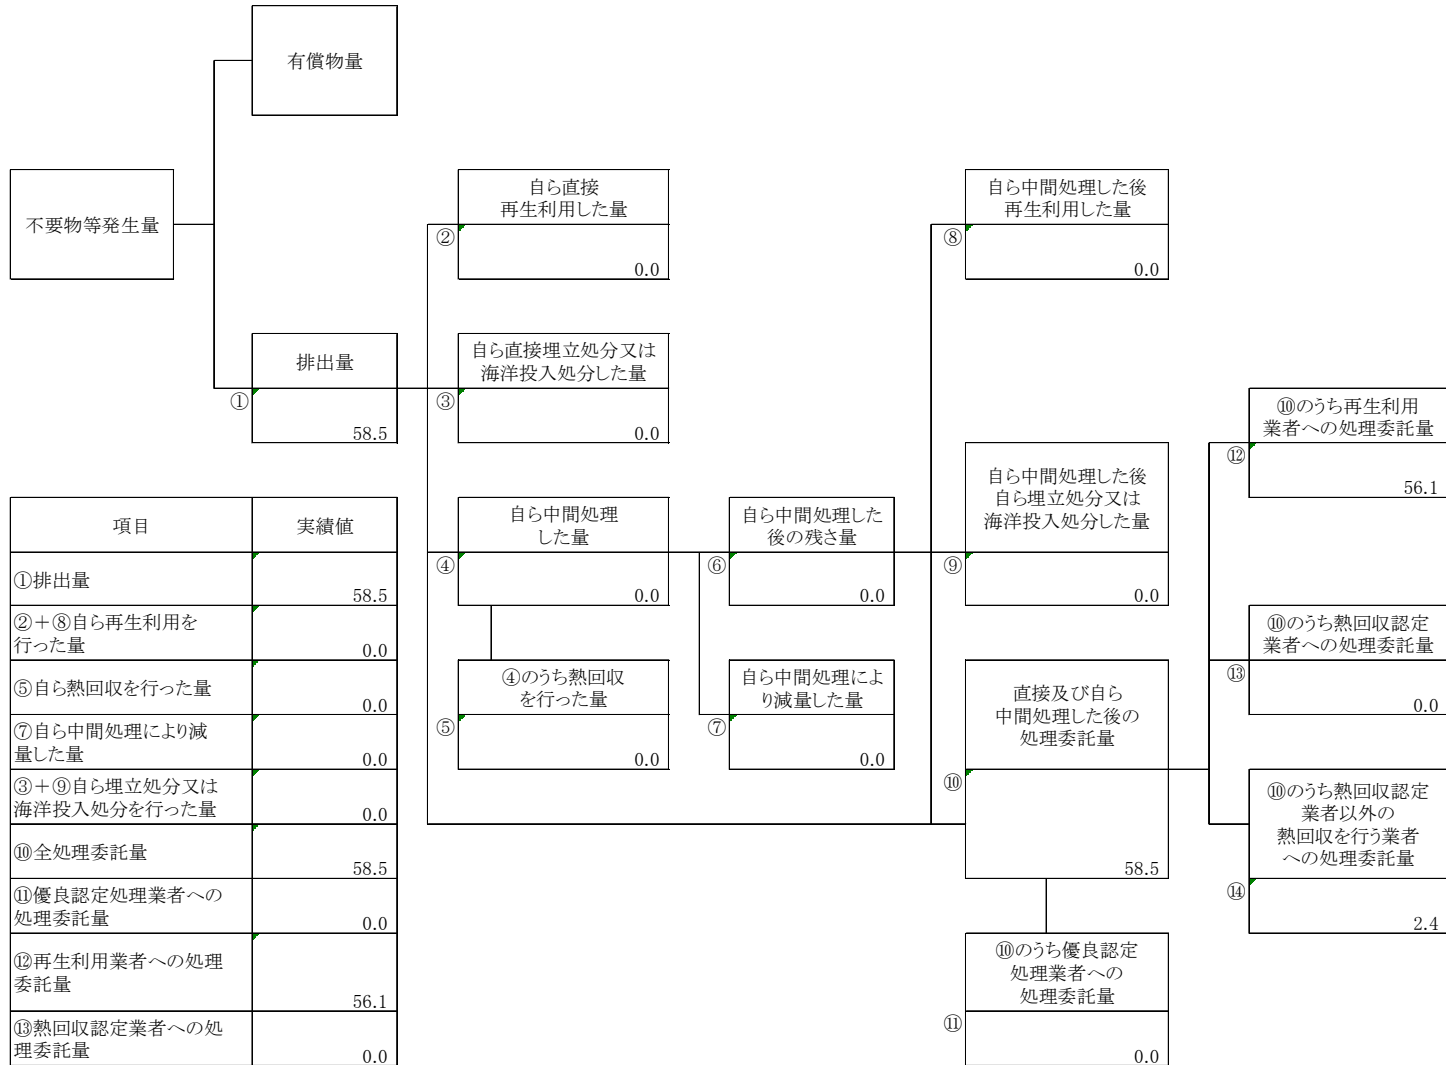 有償物量
不要物等発生量
自ら直接
再生利用した量
②
0.0
自ら中間処理した後
再生利用した量
⑧
0.0
排出量
①
58.5
自ら直接埋立処分又は
海洋投入処分した量
③
0.0
⑩のうち再生利用
業者への処理委託量
⑫
56.1
自ら中間処理
した量
④
0.0
自ら中間処理した
後の残さ量
⑥
0.0
自ら中間処理した後
自ら埋立処分又は
海洋投入処分した量
⑨
0.0
⑩のうち熱回収認定
業者への処理委託量
⑬
0.0
④のうち熱回収
を行った量
⑤
0.0
自ら中間処理によ
り減量した量
⑦
0.0
直接及び自ら
中間処理した後の
処理委託量
⑩
58.5
⑩のうち熱回収認定
業者以外の
熱回収を行う業者
への処理委託量
⑭
2.4
⑩のうち優良認定
処理業者への
処理委託量
⑪
0.0
項目
実績値
①排出量
58.5
②+⑧自ら再生利用を
行った量
0.0
⑤自ら熱回収を行った量
0.0
⑦自ら中間処理により減
量した量
0.0
③+⑨自ら埋立処分又は
海洋投入処分を行った量
0.0
⑩全処理委託量
58.5
⑪優良認定処理業者への
処理委託量
0.0
⑫再生利用業者への処理
委託量
56.1
⑬熱回収認定業者への処
理委託量
0.0